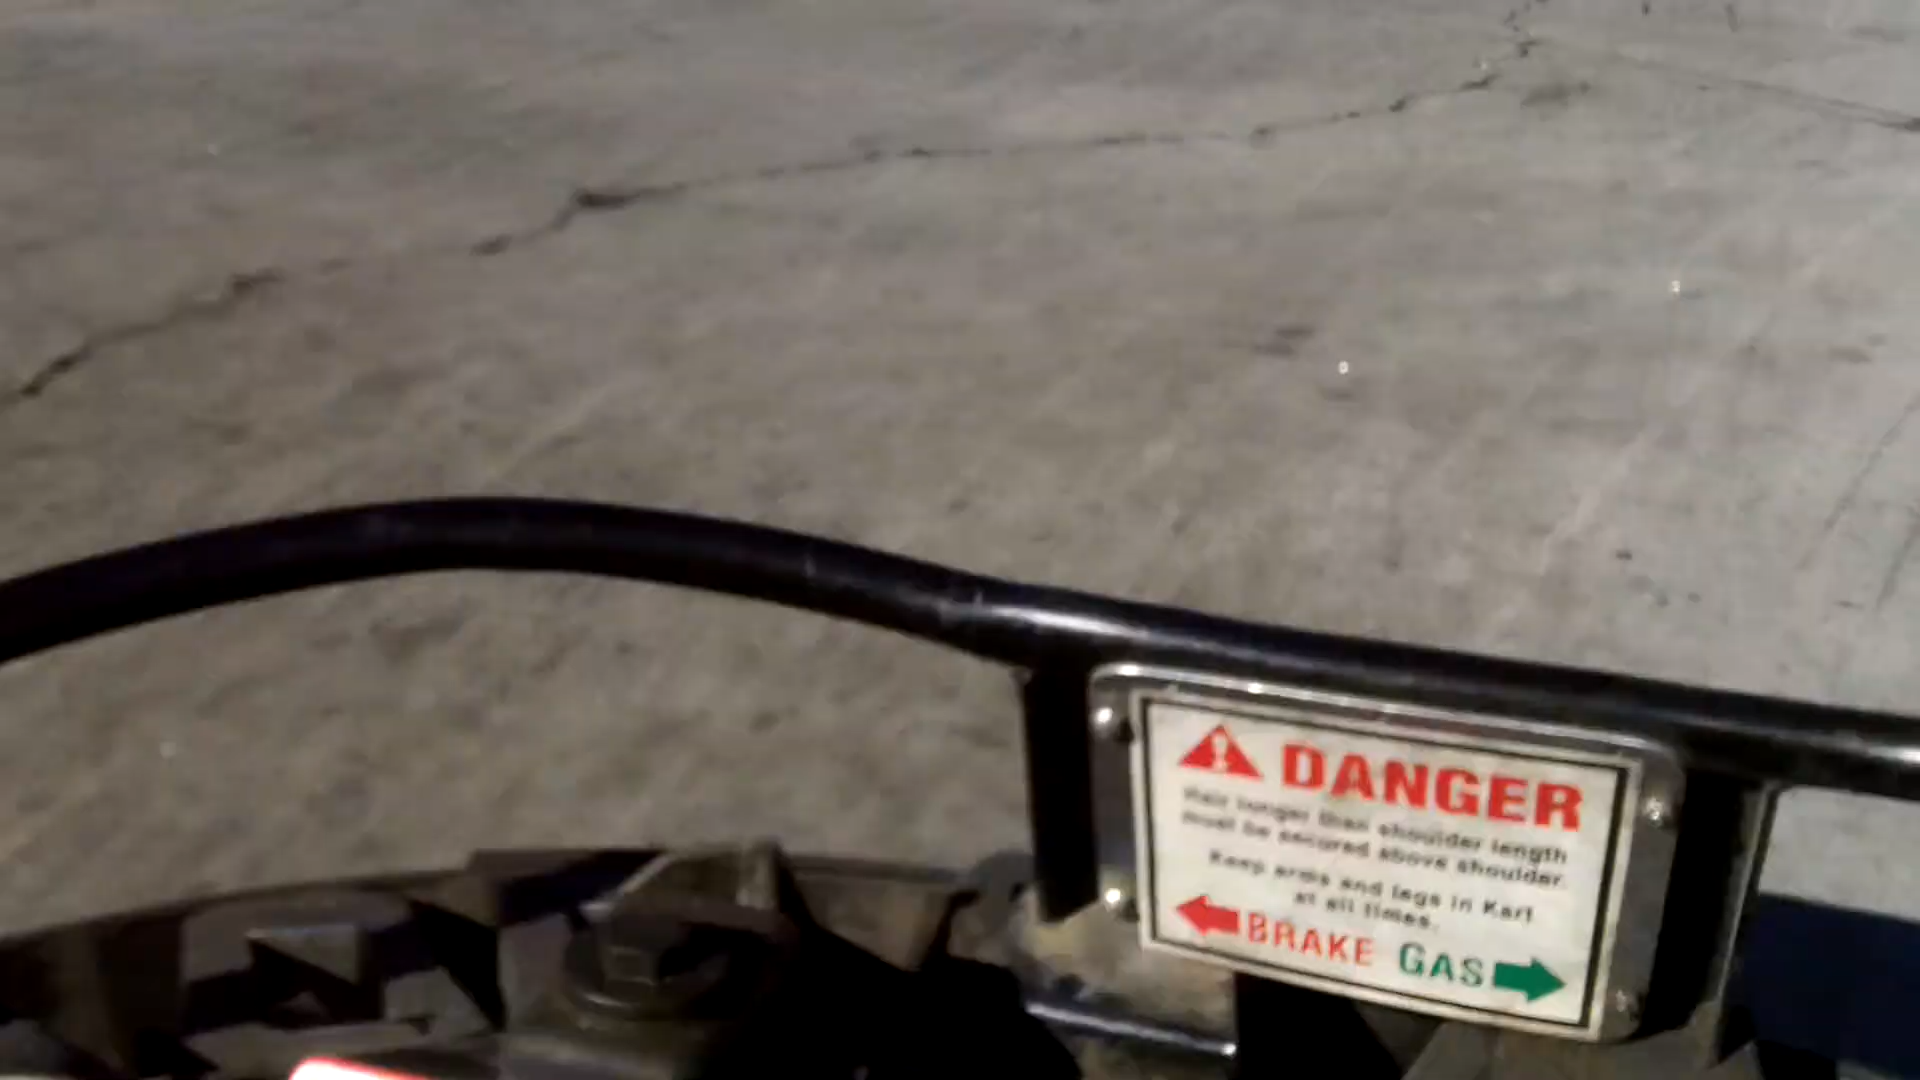 DANGER
Hair longer than shoulder length
must be secured above shoulder.
Keep arms and legs in Kart
at all times.
BRAKE GAS